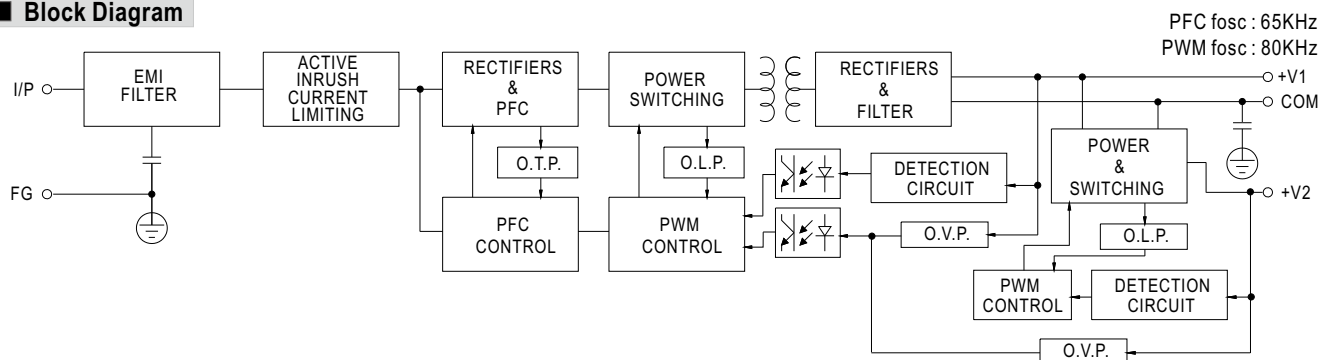 ■ Block Diagram
PFC fosc : 65KHz
PWM fosc : 80KHz
I/P
EMI
FILTER
ACTIVE
INRUSH
CURRENT
LIMITING
RECTIFIERS
&
PFC
POWER
SWITCHING
RECTIFIERS
&
FILTER
+V1
COM
O.T.P.
O.L.P.
DETECTION
CIRCUIT
POWER
&
SWITCHING
FG
+V2
PFC
CONTROL
PWM
CONTROL
O.V.P.
O.L.P.
PWM
CONTROL
DETECTION
CIRCUIT
O.V.P.